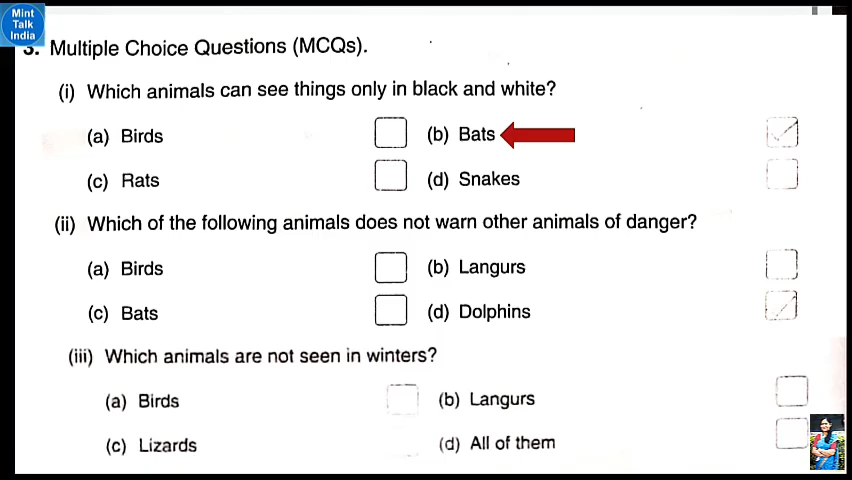 Mint
Talk
India
3. Multiple Choice Questions (MCQs).
(i) Which animals can see things only in black and white?
(a) Birds (b) Bats
(c) Rats (d) Snakes
(ii) Which of the following animals does not warn other animals of danger?
(a) Birds (b) Langurs
(c) Bats (d) Dolphins
(iii) Which animals are not seen in winters?
(a) Birds (b) Langurs
(c) Lizards (d) All of them